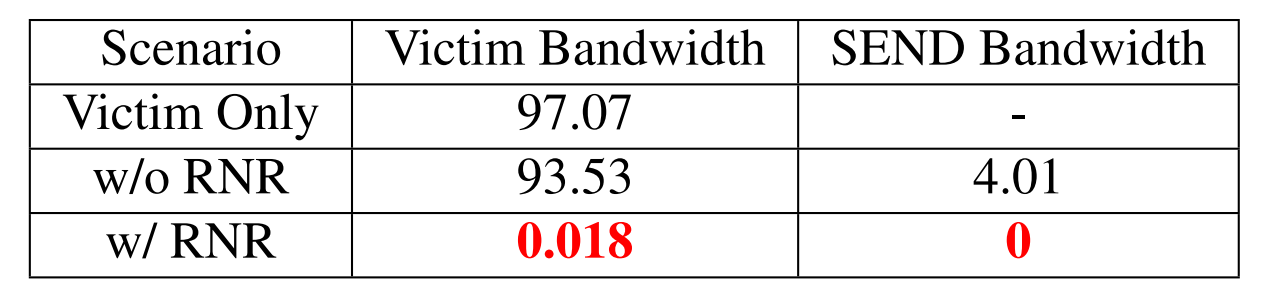 Scenario Victim Bandwidth SEND Bandwidth
Victim Only 97.07 -
w/o RNR 93.53 4.01
w/ RNR 0.018 0